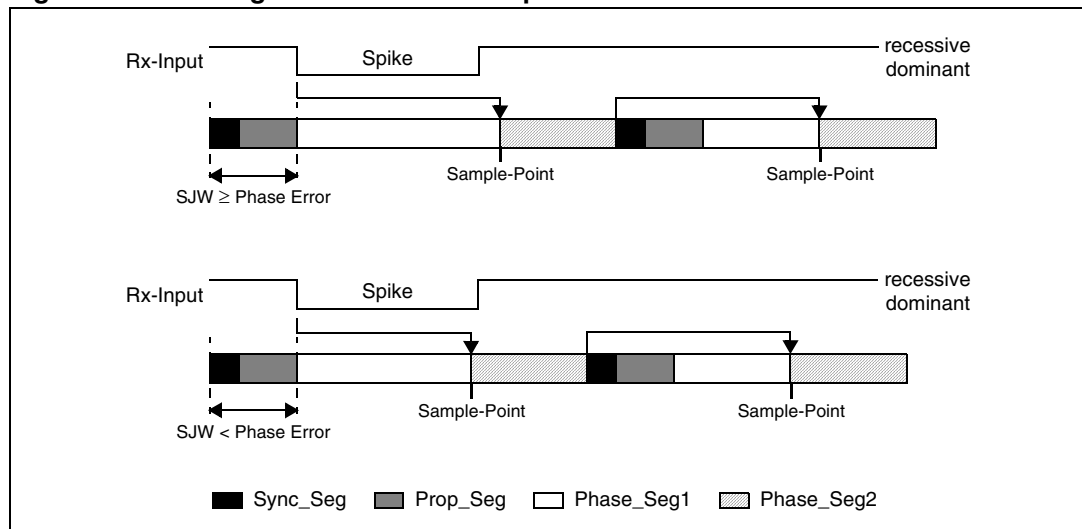 Rx-Input
Spike
recessive
dominant
Sample-Point
Sample-Point
SJW ≥ Phase Error
Rx-Input
Spike
recessive
dominant
Sample-Point
Sample-Point
SJW < Phase Error
Sync_Seg Prop_Seg Phase_Seg1 Phase_Seg2